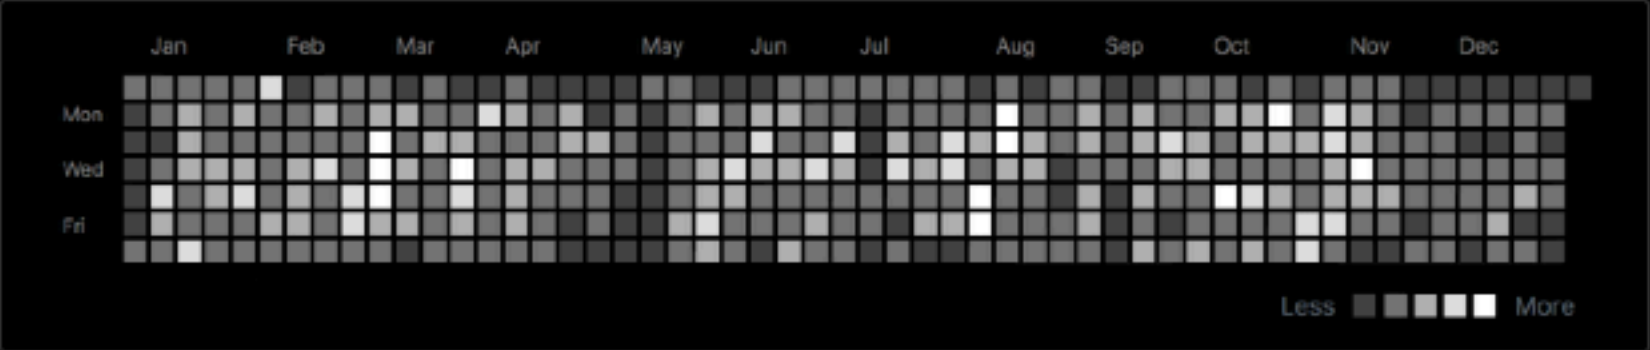 Jan Feb Mar Apr May Jun Jul Aug Sep Oct Nov Dec
Mon
Wed
Fri
Less More